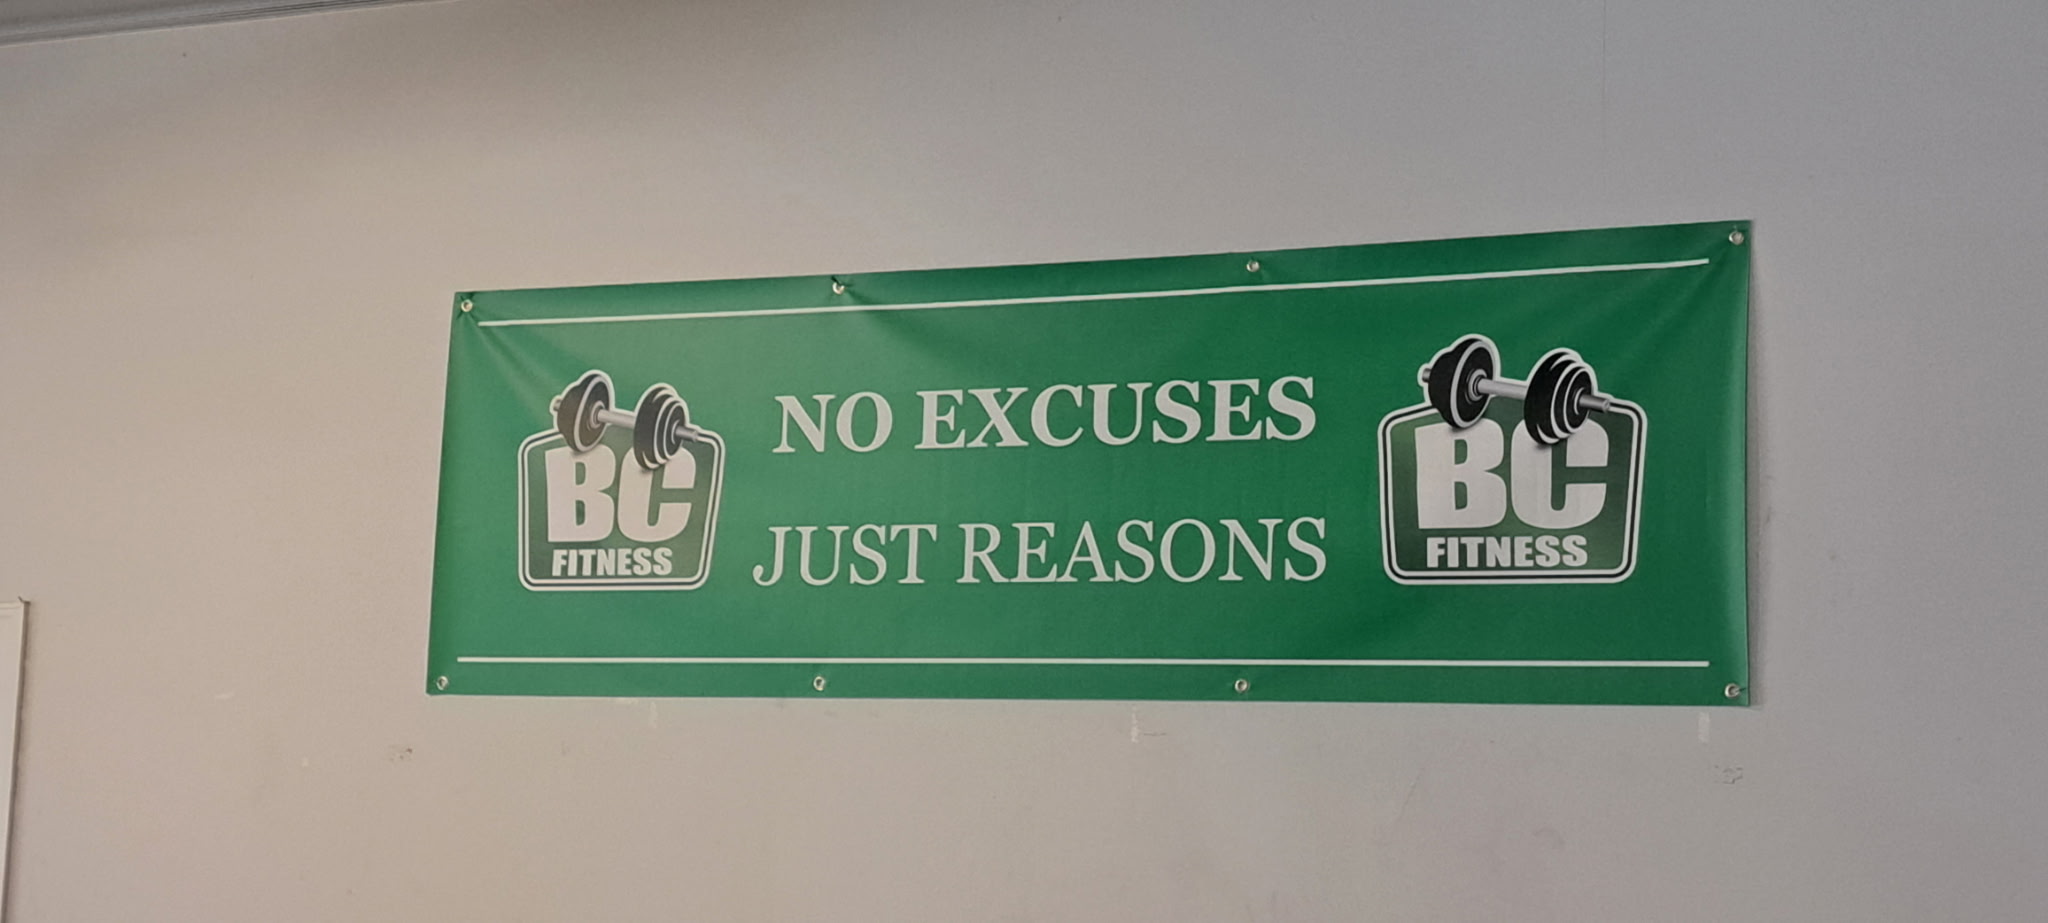 NO EXCUSES
JUST REASONS
BC
FITNESS
BC
FITNESS